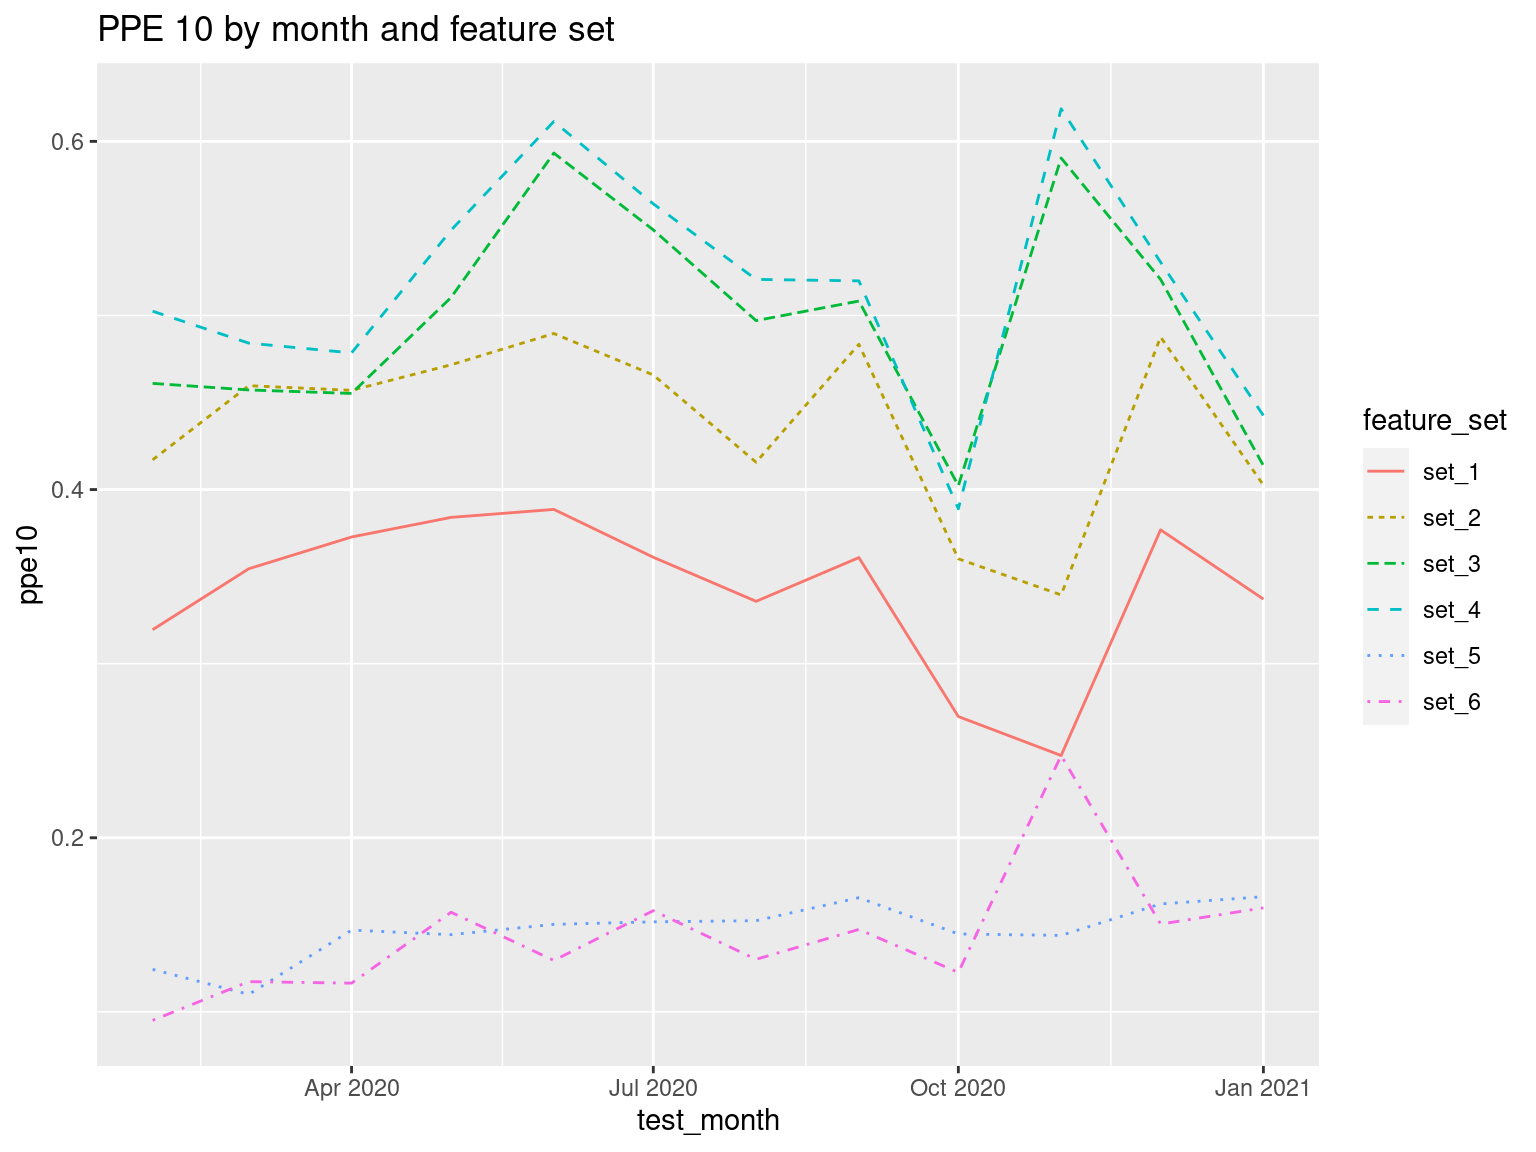 PPE 10 by month and feature set
0.6
0.4
0.2
ppe10
Apr 2020
Jul 2020
Oct 2020
Jan 2021
test_month
feature_set
set_1
set_2
set_3
set_4
set_5
set_6